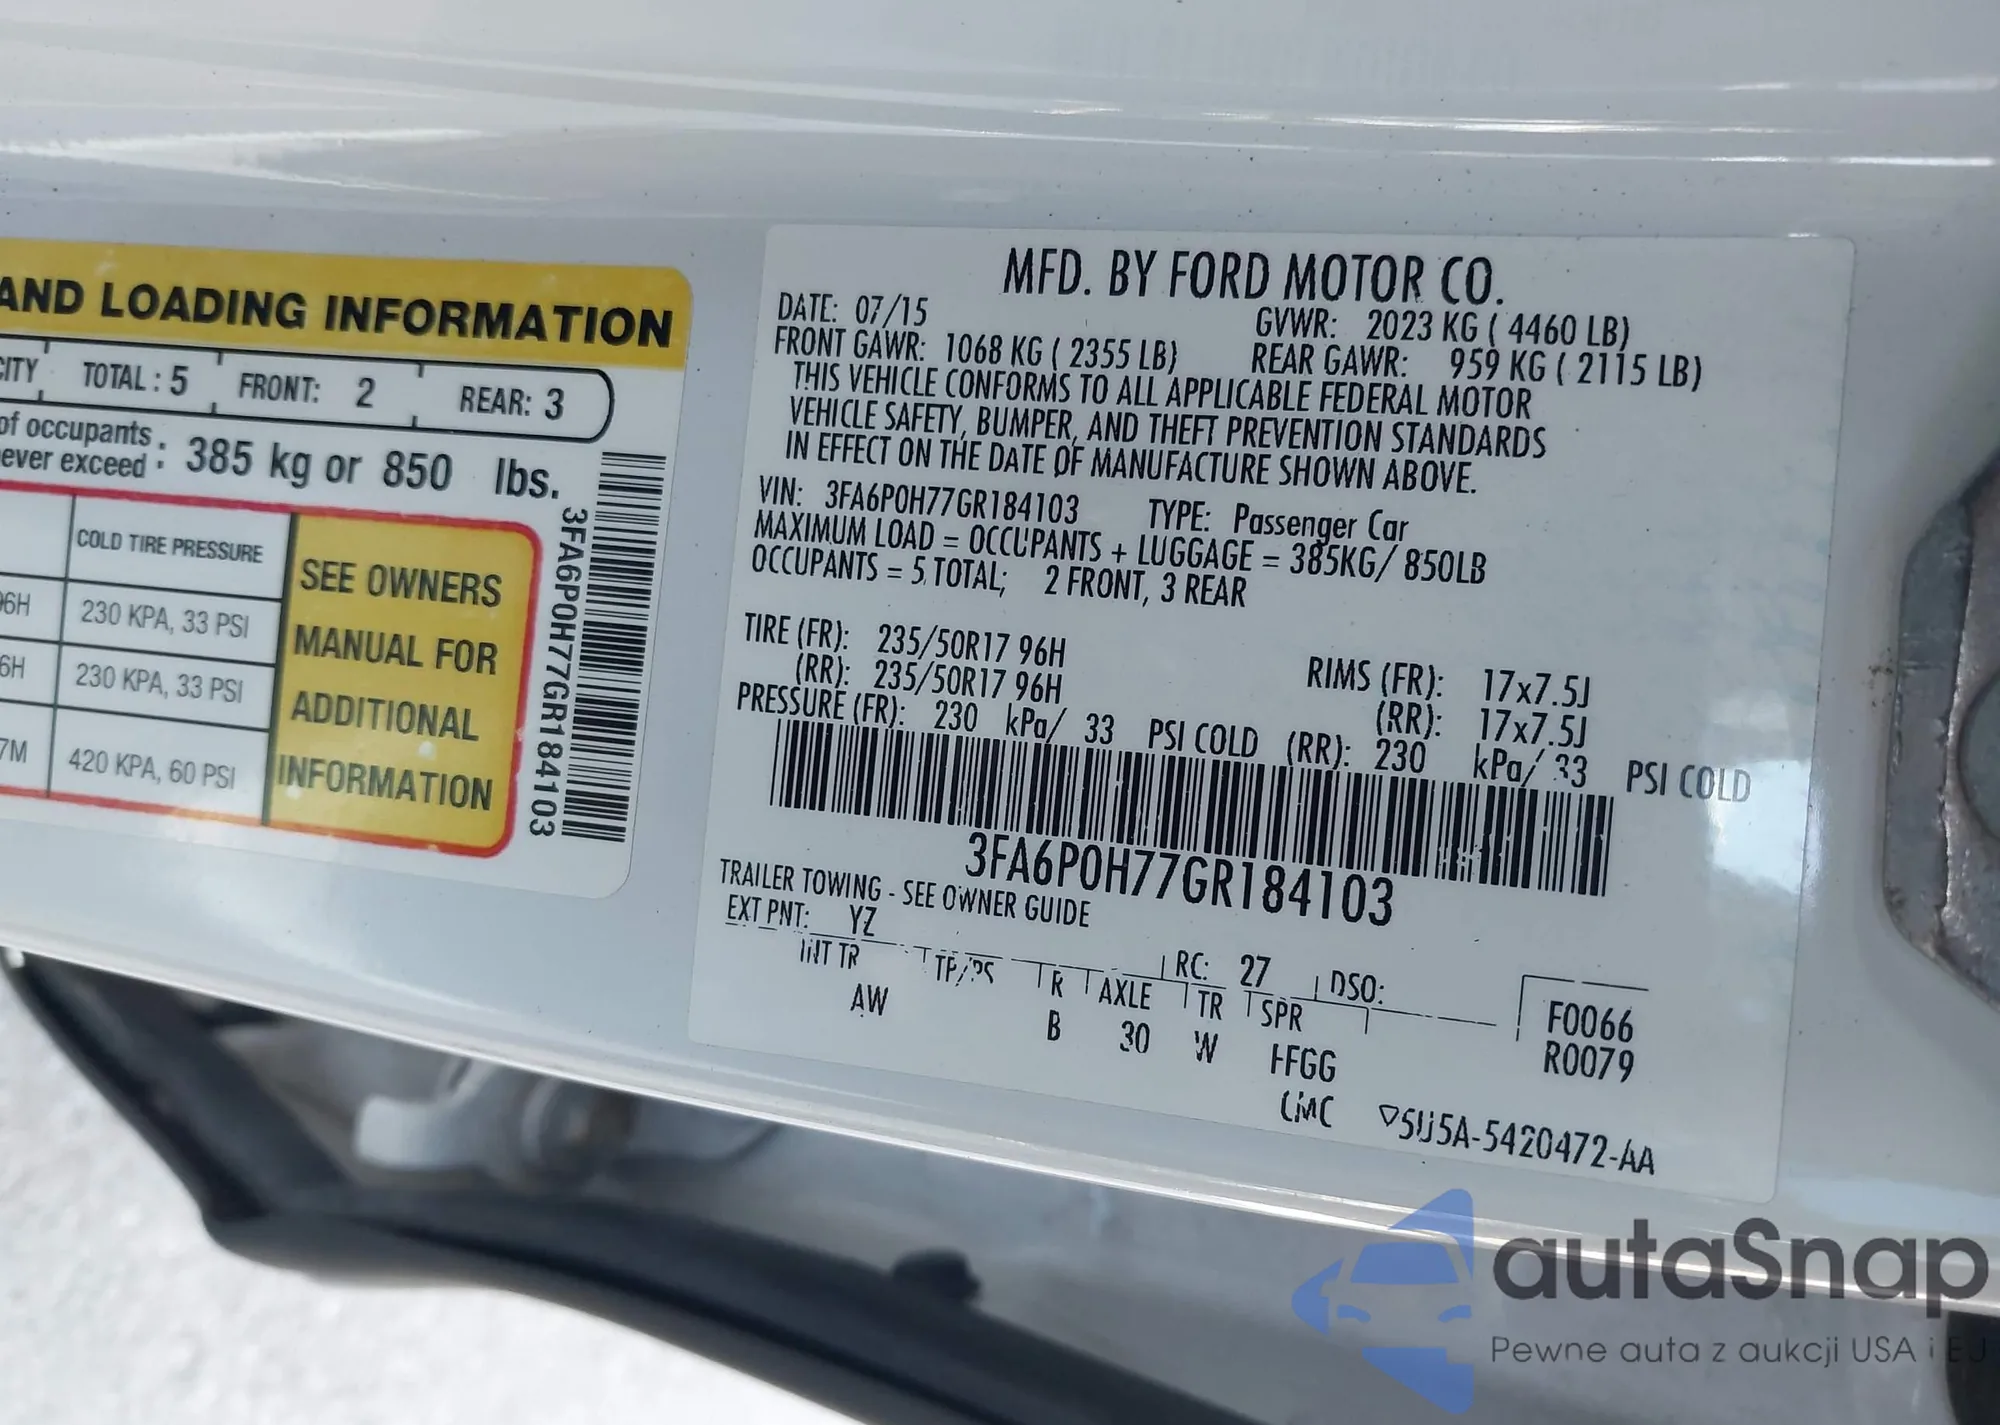 AND LOADING INFORMATION
CITY TOTAL : 5 FRONT: 2 REAR: 3
of occupants :
ever exceed : 385 kg or 850 lbs.
COLD TIRE PRESSURE
96H 230 KPA, 33 PSI
6H 230 KPA, 33 PSI
7M 420 KPA, 60 PSI
SEE OWNERS
MANUAL FOR
ADDITIONAL
INFORMATION
3FA6P0H77GR184103
MFD. BY FORD MOTOR CO.
DATE: 07/15 GVWR: 2023 KG ( 4460 LB)
FRONT GAWR: 1068 KG ( 2355 LB) REAR GAWR: 959 KG ( 2115 LB)
THIS VEHICLE CONFORMS TO ALL APPLICABLE FEDERAL MOTOR
VEHICLE SAFETY, BUMPER, AND THEFT PREVENTION STANDARDS
IN EFFECT ON THE DATE OF MANUFACTURE SHOWN ABOVE.
VIN: 3FA6P0H77GR184103 TYPE: Passenger Car
MAXIMUM LOAD = OCCUPANTS + LUGGAGE = 385KG/ 850LB
OCCUPANTS = 5 TOTAL; 2 FRONT, 3 REAR
TIRE (FR): 235/50R17 96H RIMS (FR): 17x7.5J
(RR): 235/50R17 96H (RR): 17x7.5J
PRESSURE (FR): 230 kPa/ 33 PSI COLD (RR): 230 kPa/ 33 PSI COLD
3FA6P0H77GR184103
TRAILER TOWING - SEE OWNER GUIDE
EXT PNT: YZ RC: 27 DSO:
INT TR TP/PS R AXLE TR SPR
AW B 30 W FFGG
F0066
R0079
LMC
5U5A-5420472-AA
autaSnap
Pewne auta z aukcji USA i EU